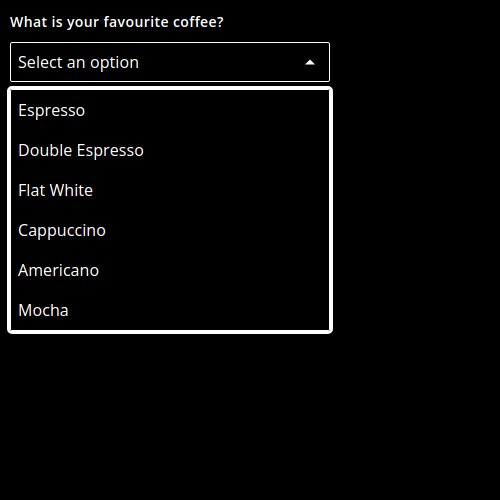 What is your favourite coffee?
Select an option
Espresso
Double Espresso
Flat White
Cappuccino
Americano
Mocha